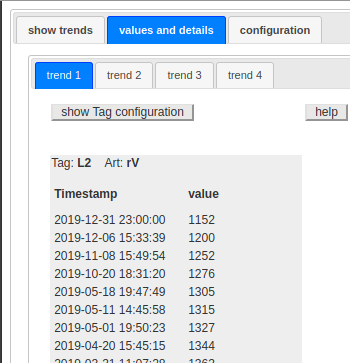 show trends values and details configuration
trend 1 trend 2 trend 3 trend 4
show Tag configuration help
Tag: L2 Art: rV
Timestamp value
2019-12-31 23:00:00 1152
2019-12-06 15:33:39 1200
2019-11-08 15:49:54 1252
2019-10-20 18:31:20 1276
2019-05-18 19:47:49 1305
2019-05-11 14:45:58 1315
2019-05-01 19:50:23 1327
2019-04-20 15:45:15 1344